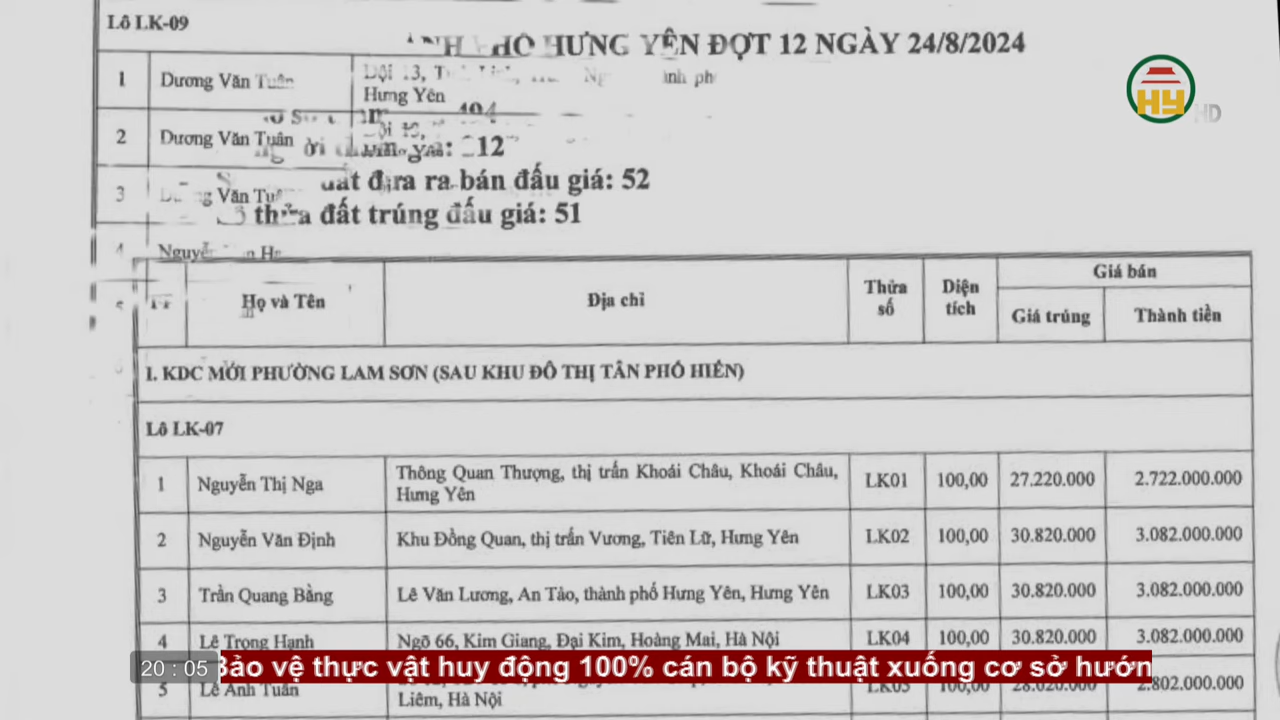 Lô LK-09
HƯNG YÊN ĐỢT 12 NGÀY 24/8/2024
1 Dương Văn Tuân
Hưng Yên
2 Dương Văn Tuân
12
3 Văn
ra bán đấu giá: 52
đất trúng đấu giá: 51
4
Họ và Tên Địa chỉ Thửa số Diện tích Giá bán
Giá trúng Thành tiền
I. KDC MỚI PHƯỜNG LAM SƠN (SAU KHU ĐÔ THỊ TÂN PHỐ HIẾN)
Lô LK-07
1 Nguyễn Thị Nga Thông Quan Thượng, thị trấn Khoái Châu, Khoái Châu, Hưng Yên LK01 100,00 27.220.000 2.722.000.000
2 Nguyễn Văn Định Khu Đồng Quan, thị trấn Vương, Tiên Lữ, Hưng Yên LK02 100,00 30.820.000 3.082.000.000
3 Trần Quang Bằng Lê Văn Lương, An Tảo, thành phố Hưng Yên, Hưng Yên LK03 100,00 30.820.000 3.082.000.000
4 Lê Trọng Hạnh Ngõ 66, Kim Giang, Đại Kim, Hoàng Mai, Hà Nội LK04 100,00 30.820.000 3.082.000.000
5 Lê Anh Tuân Liêm, Hà Nội LK05 100,00 28.020.000 2.802.000.000
20 : 05 Bảo vệ thực vật huy động 100% cán bộ kỹ thuật xuống cơ sở hướn
HY HD